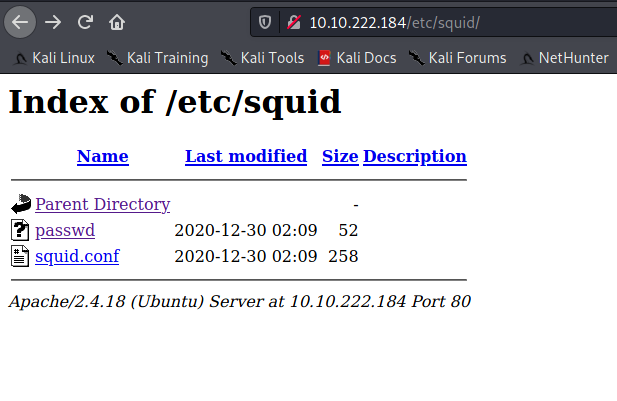 10.10.222.184/etc/squid/
Kali Linux Kali Training Kali Tools Kali Docs Kali Forums NetHunter
Index of /etc/squid
Name Last modified Size Description
Parent Directory -
passwd 2020-12-30 02:09 52
squid.conf 2020-12-30 02:09 258
Apache/2.4.18 (Ubuntu) Server at 10.10.222.184 Port 80